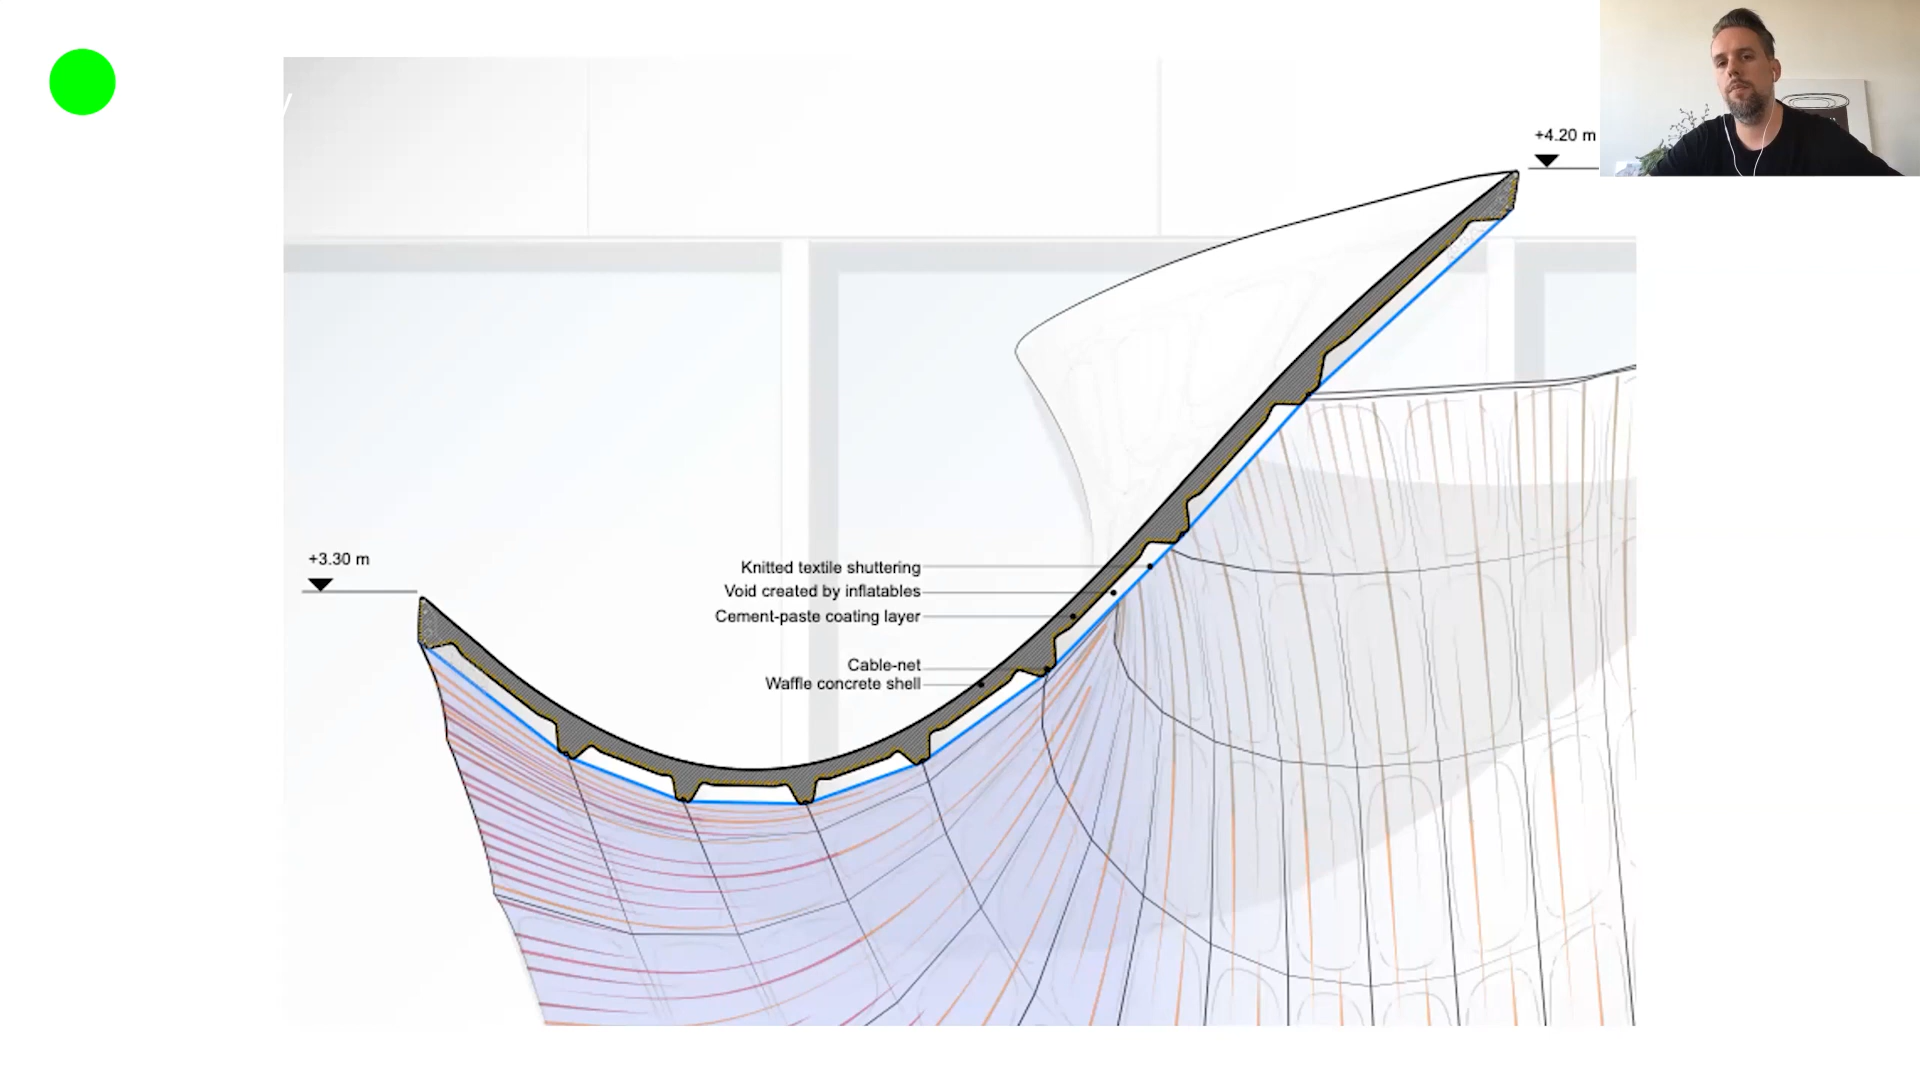 +4.20 m
+3.30 m
Knitted textile shuttering
Void created by inflatables
Cement-paste coating layer
Cable-net
Waffle concrete shell